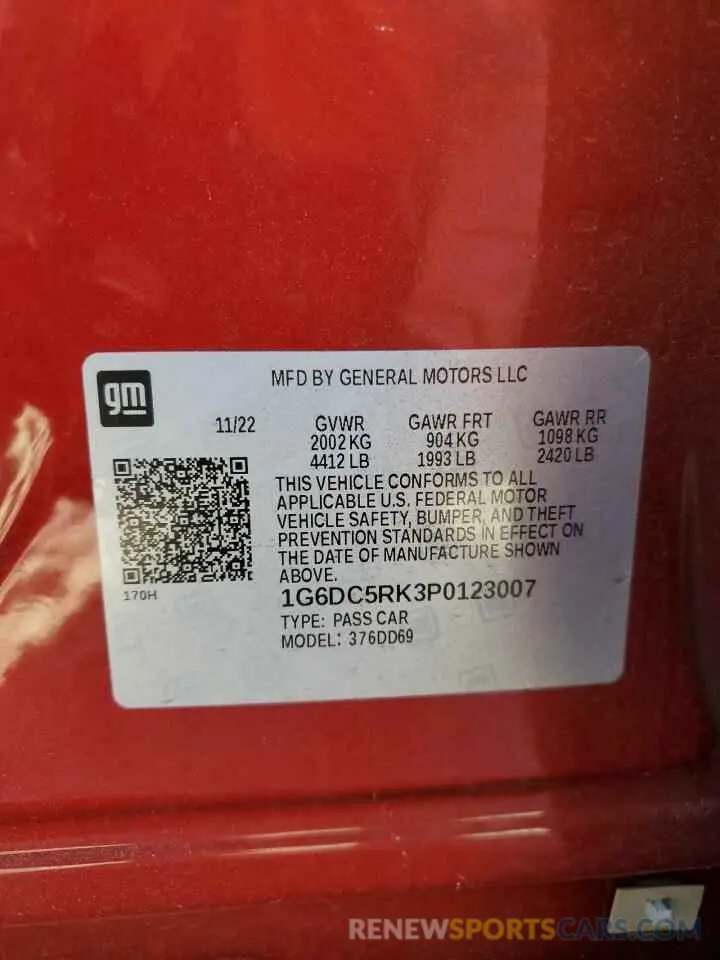 gm
MFD BY GENERAL MOTORS LLC
11/22 GVWR GAWR FRT GAWR RR
2002 KG 904 KG 1098 KG
4412 LB 1993 LB 2420 LB
THIS VEHICLE CONFORMS TO ALL
APPLICABLE U.S. FEDERAL MOTOR
VEHICLE SAFETY, BUMPER, AND THEFT
PREVENTION STANDARDS IN EFFECT ON
THE DATE OF MANUFACTURE SHOWN
ABOVE.
170H
1G6DC5RK3P0123007
TYPE: PASS CAR
MODEL: 376DD69
RENEWSPORTSCARS.COM